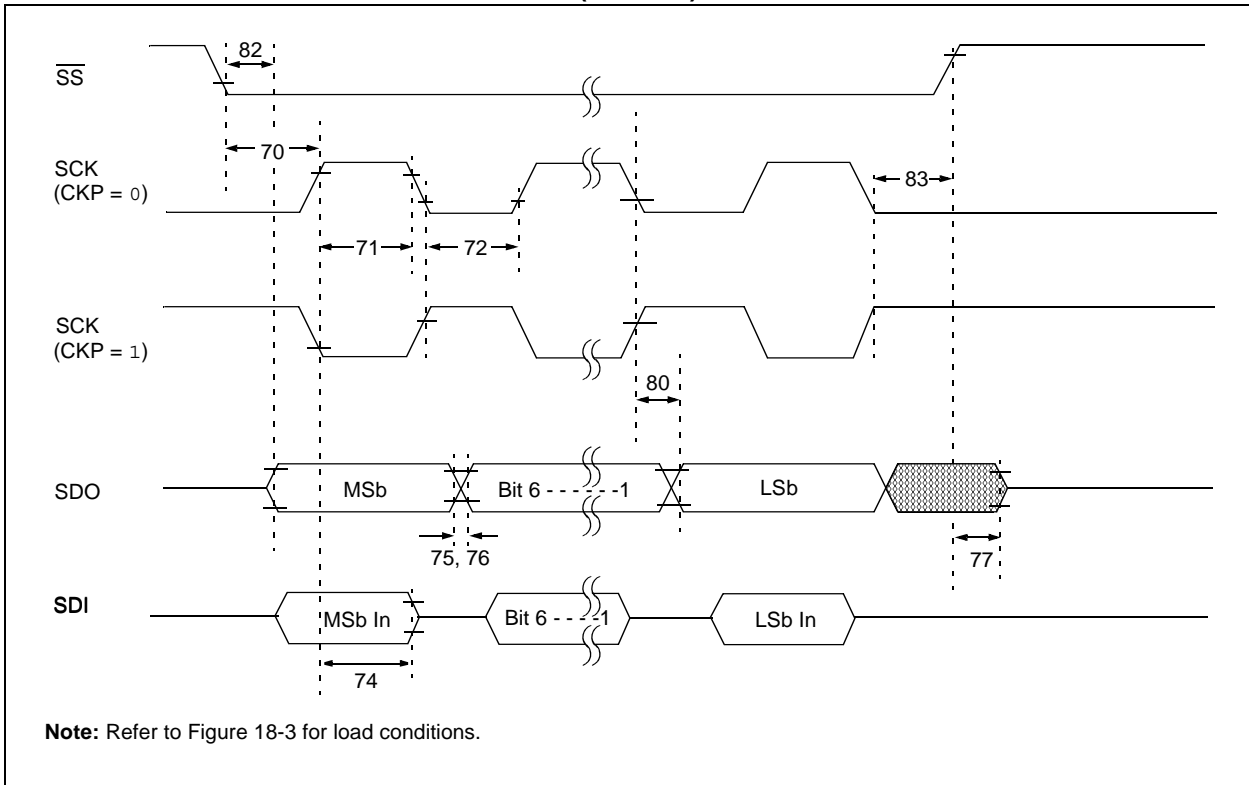 82
SS
70
SCK
(CKP = 0)
83
71
72
SCK
(CKP = 1)
80
SDO
MSb
Bit 6 - - - - - -1
LSb
75, 76
77
SDI
MSb In
Bit 6 - - - -1
LSb In
74
Note: Refer to Figure 18-3 for load conditions.